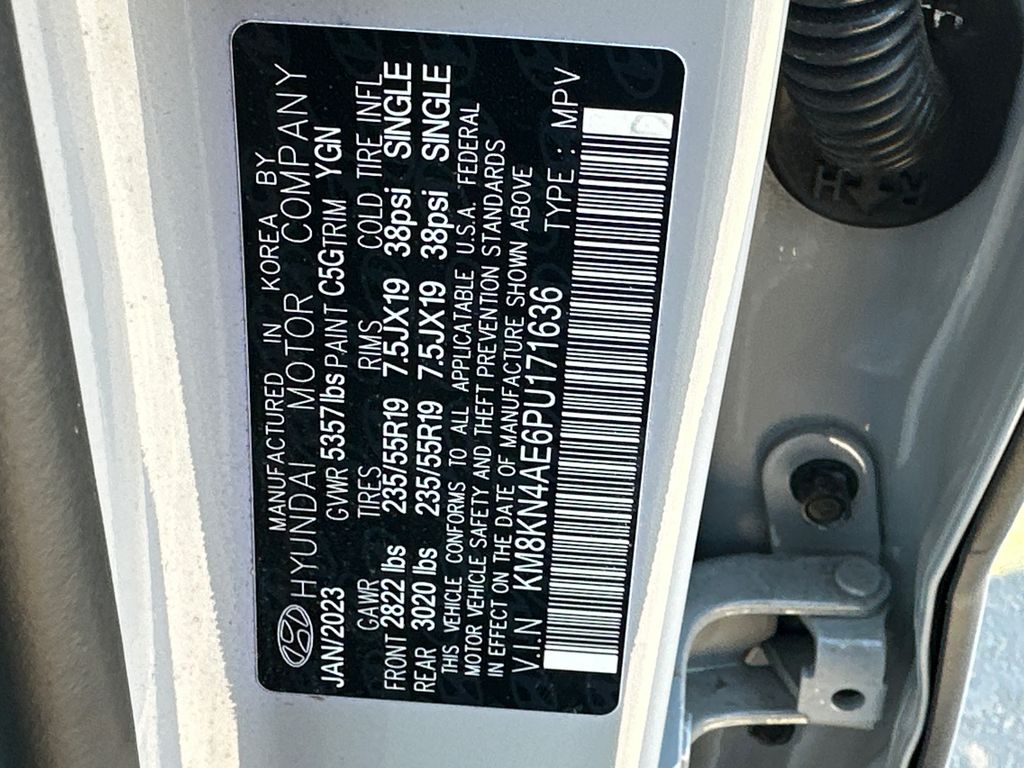 MANUFACTURED IN KOREA BY
HYUNDAI MOTOR COMPANY
JAN/2023 GVWR 5357lbs PAINT C5GTRIM YGN
GAWR TIRES RIMS COLD TIRE INFL
FRONT 2822 lbs 235/55R19 7.5JX19 38psi SINGLE
REAR 3020 lbs 235/55R19 7.5JX19 38psi SINGLE
THIS VEHICLE CONFORMS TO ALL APPLICATABLE U.S.A. FEDERAL
MOTOR VEHICLE SAFETY AND THEFT PREVENTION STANDARDS
IN EFFECT ON THE DATE OF MANUFACTURE SHOWN ABOVE
V.I.N KM8KN4AE6PU171636 TYPE : MPV